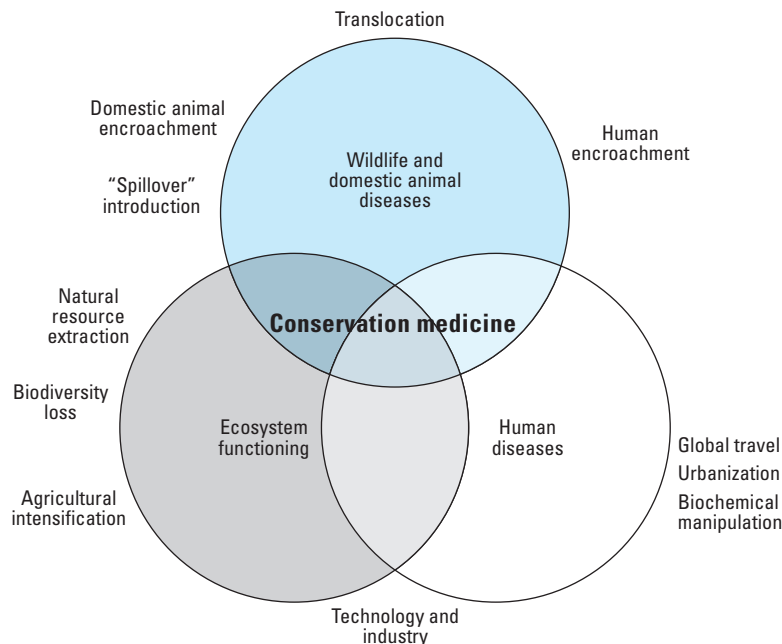 Translocation
Domestic animal
encroachment
Human
encroachment
Wildlife and
domestic animal
diseases
“Spillover”
introduction
Natural
resource
extraction
Conservation medicine
Biodiversity
loss
Ecosystem
functioning
Human
diseases
Global travel
Urbanization
Biochemical
manipulation
Agricultural
intensification
Technology and
industry